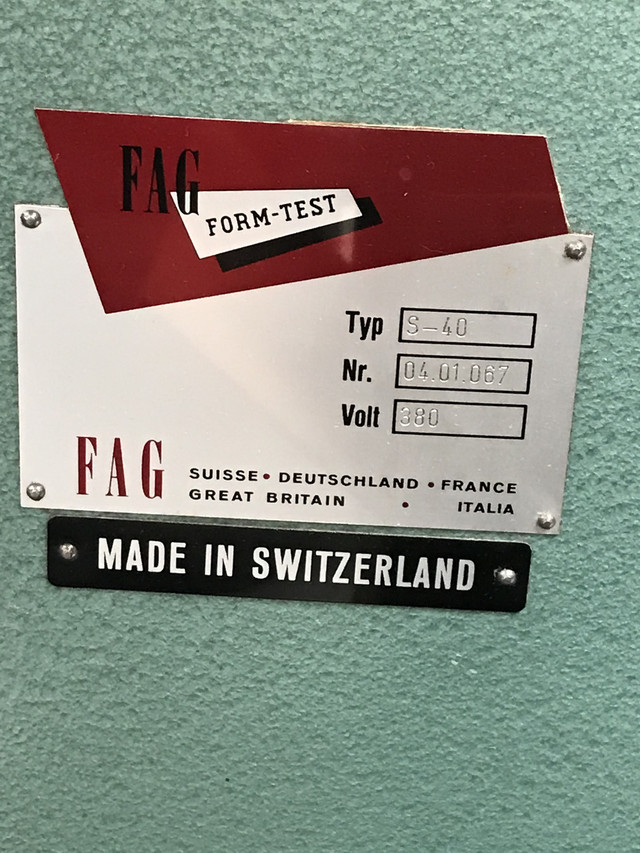 FAG
FORM-TEST
Typ S-40
Nr. 04.01.067
Volt 380
FAG SUISSE • DEUTSCHLAND • FRANCE
GREAT BRITAIN • ITALIA
MADE IN SWITZERLAND